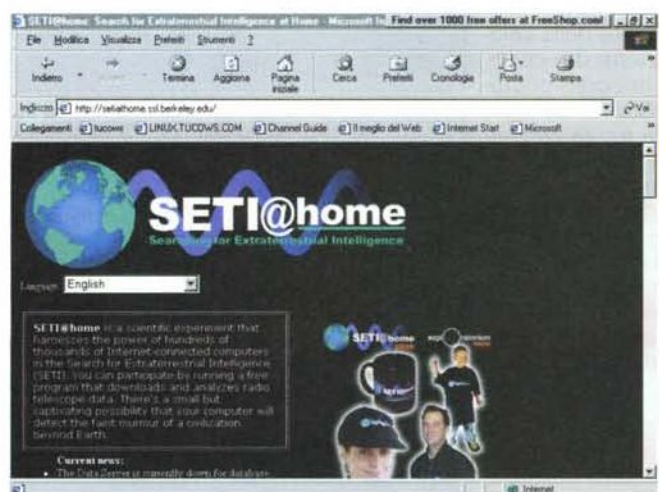 SETI@home: Search for Extraterrestrial Intelligence at Home - Microsoft In Find over 1000 free offers at FreeShop.com!
File Modifica Visualizza Preferiti Strumenti ?
Indietro Termina Aggiorna Pagina iniziale Cerca Preferiti Cronologia Posta Stampa
Indirizzo http://setiathome.ssl.berkeley.edu/ Vai
Collegamenti tucows LINUX.TUCOWS.COM Channel Guide Il meglio del Web Internet Start Microsoft
SETI@home
Searching for Extraterrestrial Intelligence
Language: English
SETI@home is a scientific experiment that
harnesses the power of hundreds of
thousands of Internet-connected computers
in the Search for Extraterrestrial Intelligence
(SETI). You can participate by running a free
program that downloads and analyzes radio
telescope data. There's a small but
captivating possibility that your computer will
detect the faint murmur of a civilization
beyond Earth.
Current news:
The Data Server is currently down for database
SETI home
Internet